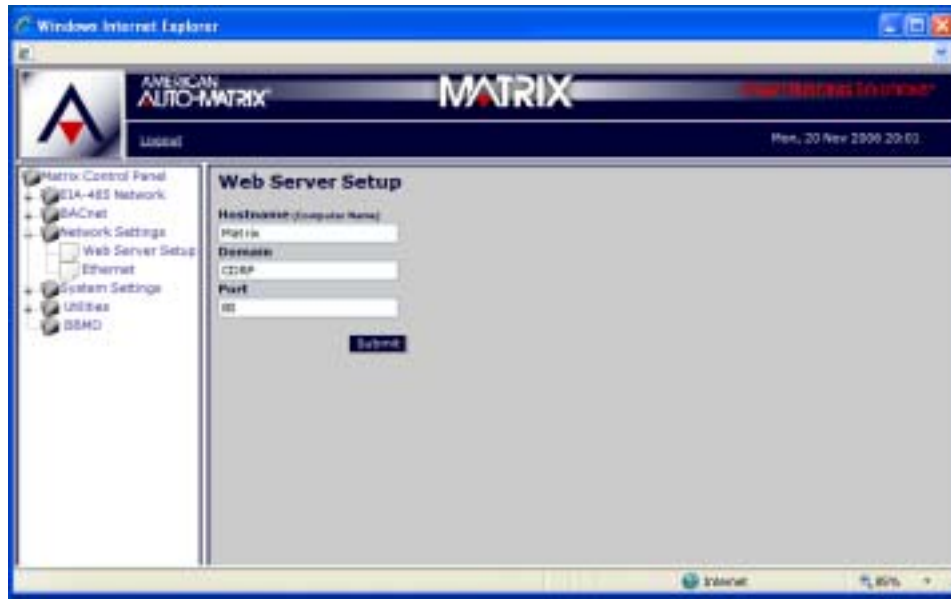 Windows Internet Explorer
AMERICAN
AUTO-MATRIX
MATRIX
Logout
Mon, 20 Nov 2006 20:01
Matrix Control Panel
EIA-485 Network
BACnet
Network Settings
Web Server Setup
Ethernet
System Settings
Utilities
BBMD
Web Server Setup
Hostname (Computer Name)
Matrix
Domain
Port
80
Submit
Internet
85%